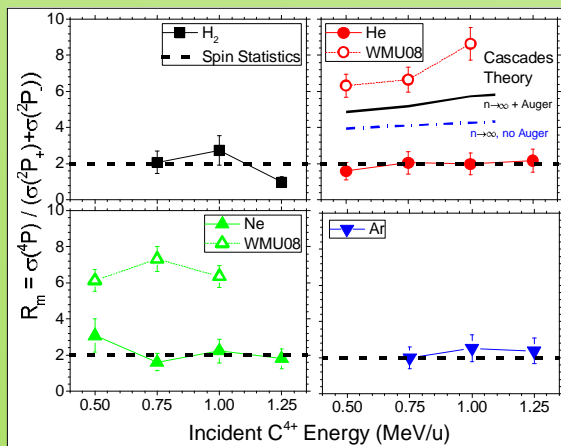 10
8
6
4
2
0
H2
Spin Statistics
He
WMU08
Cascades
Theory
n→∞ + Auger
n→∞, no Auger
8
6
4
2
0
Ne
WMU08
Ar
Rm = σ(4P) / (σ(2P+)+σ(2P-))
0.50 0.75 1.00 1.25
0.50 0.75 1.00 1.25
Incident C4+ Energy (MeV/u)